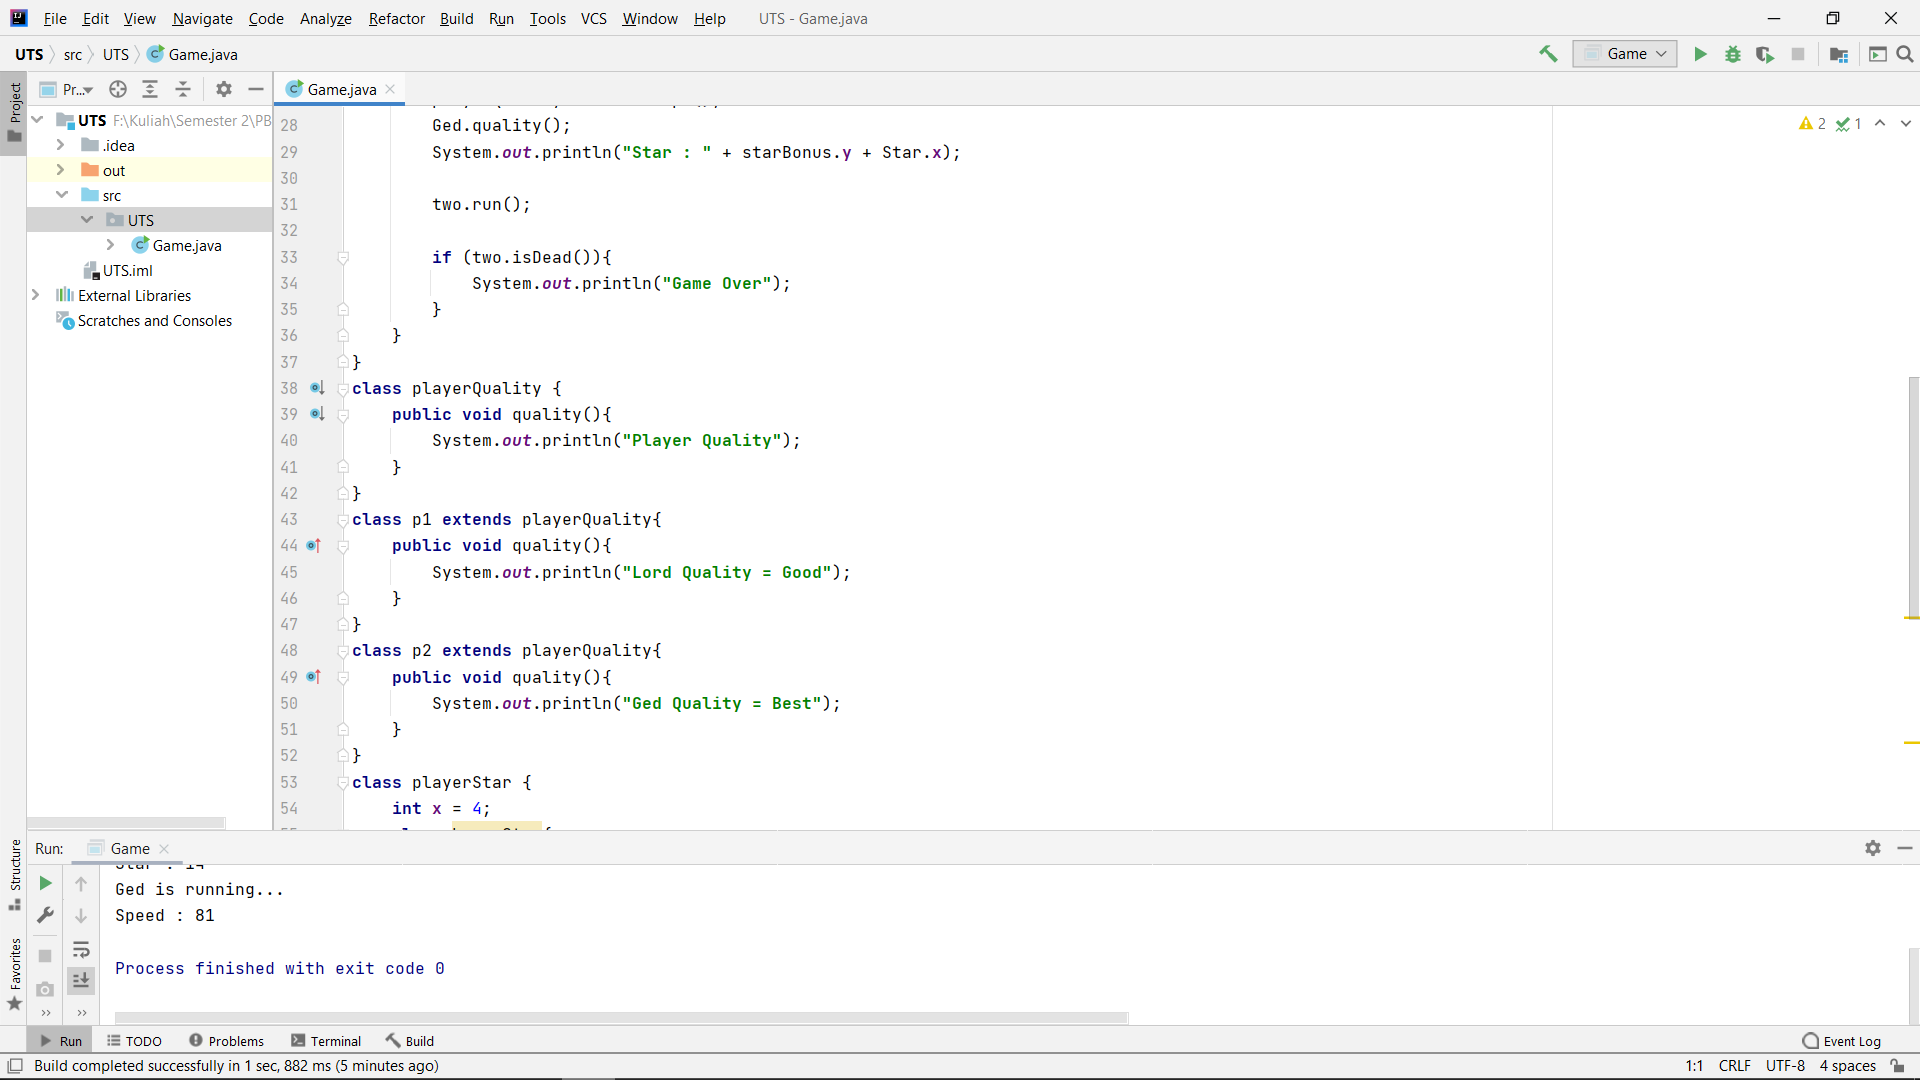 File Edit View Navigate Code Analyze Refactor Build Run Tools VCS Window Help UTS - Game.java
UTS src UTS Game.java
Game
Project
Pr...
Game.java
UTS F:\Kuliah\Semester 2\PB
.idea
out
src
UTS
Game.java
UTS.iml
External Libraries
Scratches and Consoles
2 1
28 Ged.quality();
29 System.out.println("Star : " + starBonus.y + Star.x);
30
31 two.run();
32
33 if (two.isDead()){
34 System.out.println("Game Over");
35 }
36 }
37 }
38 class playerQuality {
39 public void quality(){
40 System.out.println("Player Quality");
41 }
42 }
43 class p1 extends playerQuality{
44 public void quality(){
45 System.out.println("Lord Quality = Good");
46 }
47 }
48 class p2 extends playerQuality{
49 public void quality(){
50 System.out.println("Ged Quality = Best");
51 }
52 }
53 class playerStar {
54 int x = 4;
Structure
Favorites
Run: Game
Star : 14
Ged is running...
Speed : 81
Process finished with exit code 0
Run TODO Problems Terminal Build Event Log
Build completed successfully in 1 sec, 882 ms (5 minutes ago) 1:1 CRLF UTF-8 4 spaces